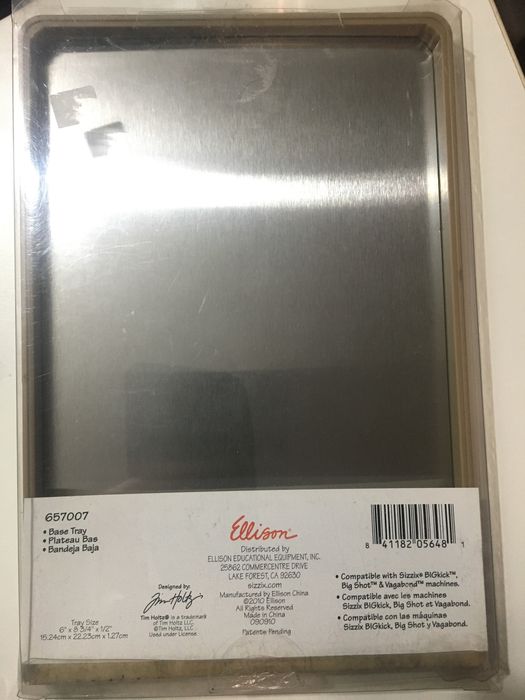 657007
• Base Tray
• Plateau Bas
• Bandeja Baja
Tray Size
6" x 8 3/4" x 1/2"
15.24cm x 22.23cm x 1.27cm
Designed by:
Tim Holtz
Tim Holtz® is a trademark
of Tim Holtz, LLC
©Tim Holtz, LLC
Used under License
Ellison®
Distributed by
ELLISON EDUCATIONAL EQUIPMENT, INC.
25862 COMMERCENTRE DRIVE
LAKE FOREST, CA 92630
sizzix.com
Manufactured by Ellison China
©2010 Ellison
All Rights Reserved
Made in China
090910
Patents Pending
8 41182 05648 1
• Compatible with Sizzix® BIGkick™,
Big Shot™ & Vagabond™ machines.
• Compatible avec les machines
Sizzix BIGkick, Big Shot et Vagabond.
• Compatible con las máquinas
Sizzix BIGkick, Big Shot y Vagabond.